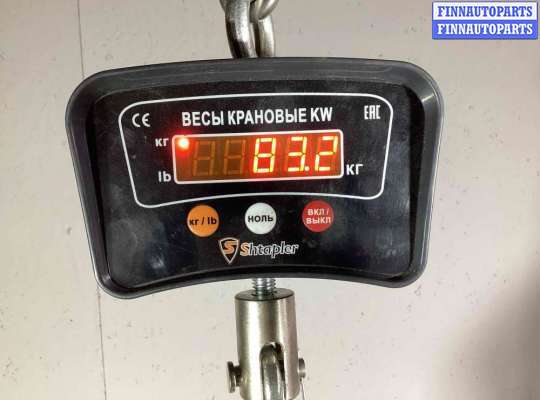 FINNAUTOPARTS
FINNAUTOPARTS
CE ВЕСЫ КРАНОВЫЕ KW EAC
кг 83.2 КГ
lb
кг / lb НОЛЬ ВКЛ / ВЫКЛ
S Shtapler